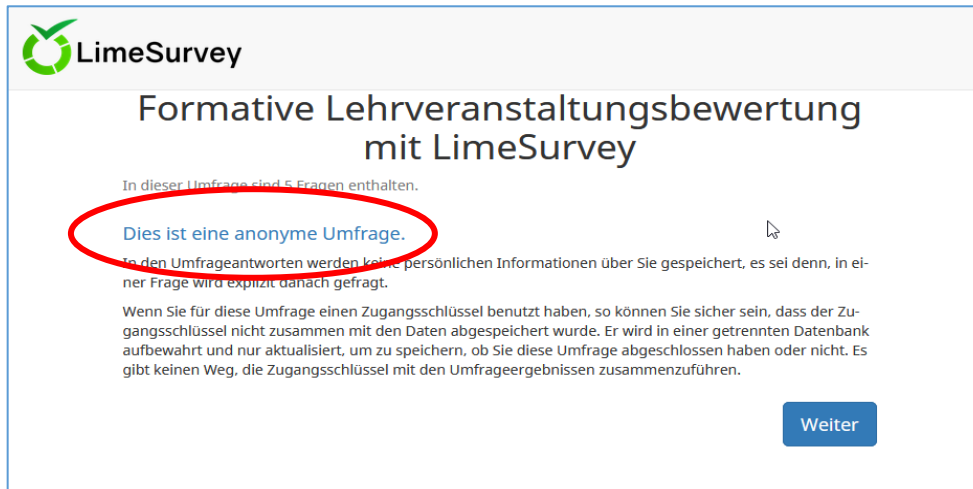 LimeSurvey
Formative Lehrveranstaltungsbewertung
mit LimeSurvey
In dieser Umfrage sind 5 Fragen enthalten.
Dies ist eine anonyme Umfrage.
In den Umfrageantworten werden keine persönlichen Informationen über Sie gespeichert, es sei denn, in ei-
ner Frage wird explizit danach gefragt.
Wenn Sie für diese Umfrage einen Zugangsschlüssel benutzt haben, so können Sie sicher sein, dass der Zu-
gangsschlüssel nicht zusammen mit den Daten abgespeichert wurde. Er wird in einer getrennten Datenbank
aufbewahrt und nur aktualisiert, um zu speichern, ob Sie diese Umfrage abgeschlossen haben oder nicht. Es
gibt keinen Weg, die Zugangsschlüssel mit den Umfrageergebnissen zusammenzuführen.
Weiter